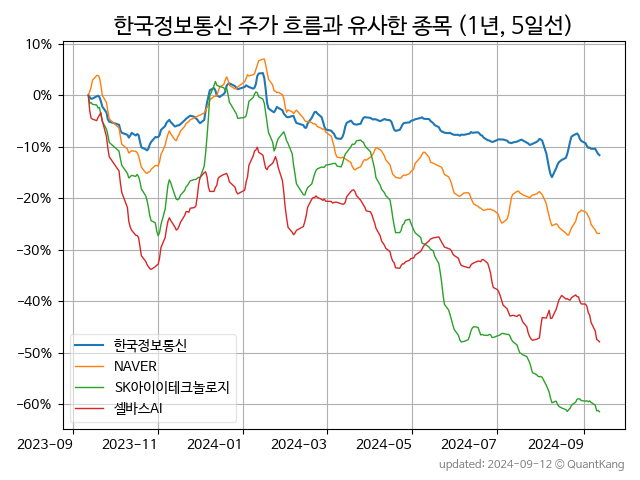 한국정보통신 주가 흐름과 유사한 종목 (1년, 5일선)
10%
0%
−10%
−20%
−30%
−40%
−50%
−60%
한국정보통신
NAVER
SK아이이테크놀로지
셀바스AI
2023-09
2023-11
2024-01
2024-03
2024-05
2024-07
2024-09
updated: 2024-09-12 © QuantKang